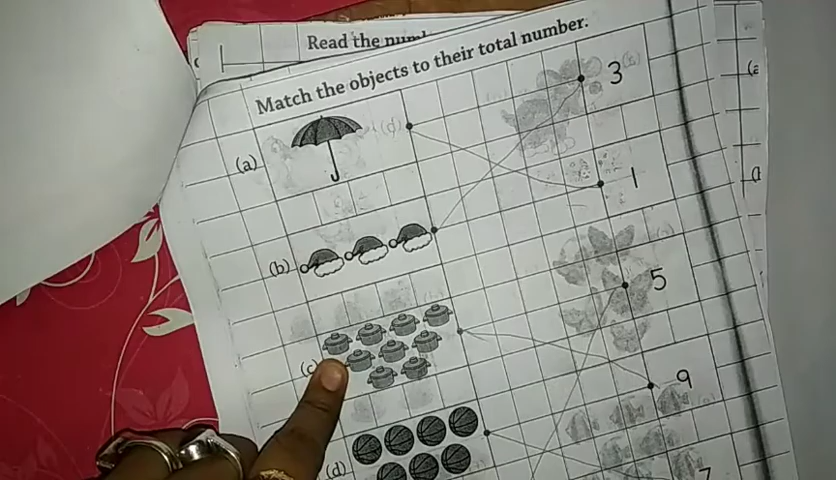 Read the num
Match the objects to their total number.
(a)
3
1
(b)
5
(c)
9
(d)
7